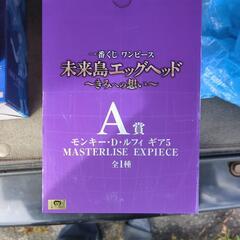 一番くじ ワンピース
未来島エッグヘッド
～きみへの想い～
A賞
モンキー・D・ルフィ ギア5
MASTERLISE EXPIECE
全1種